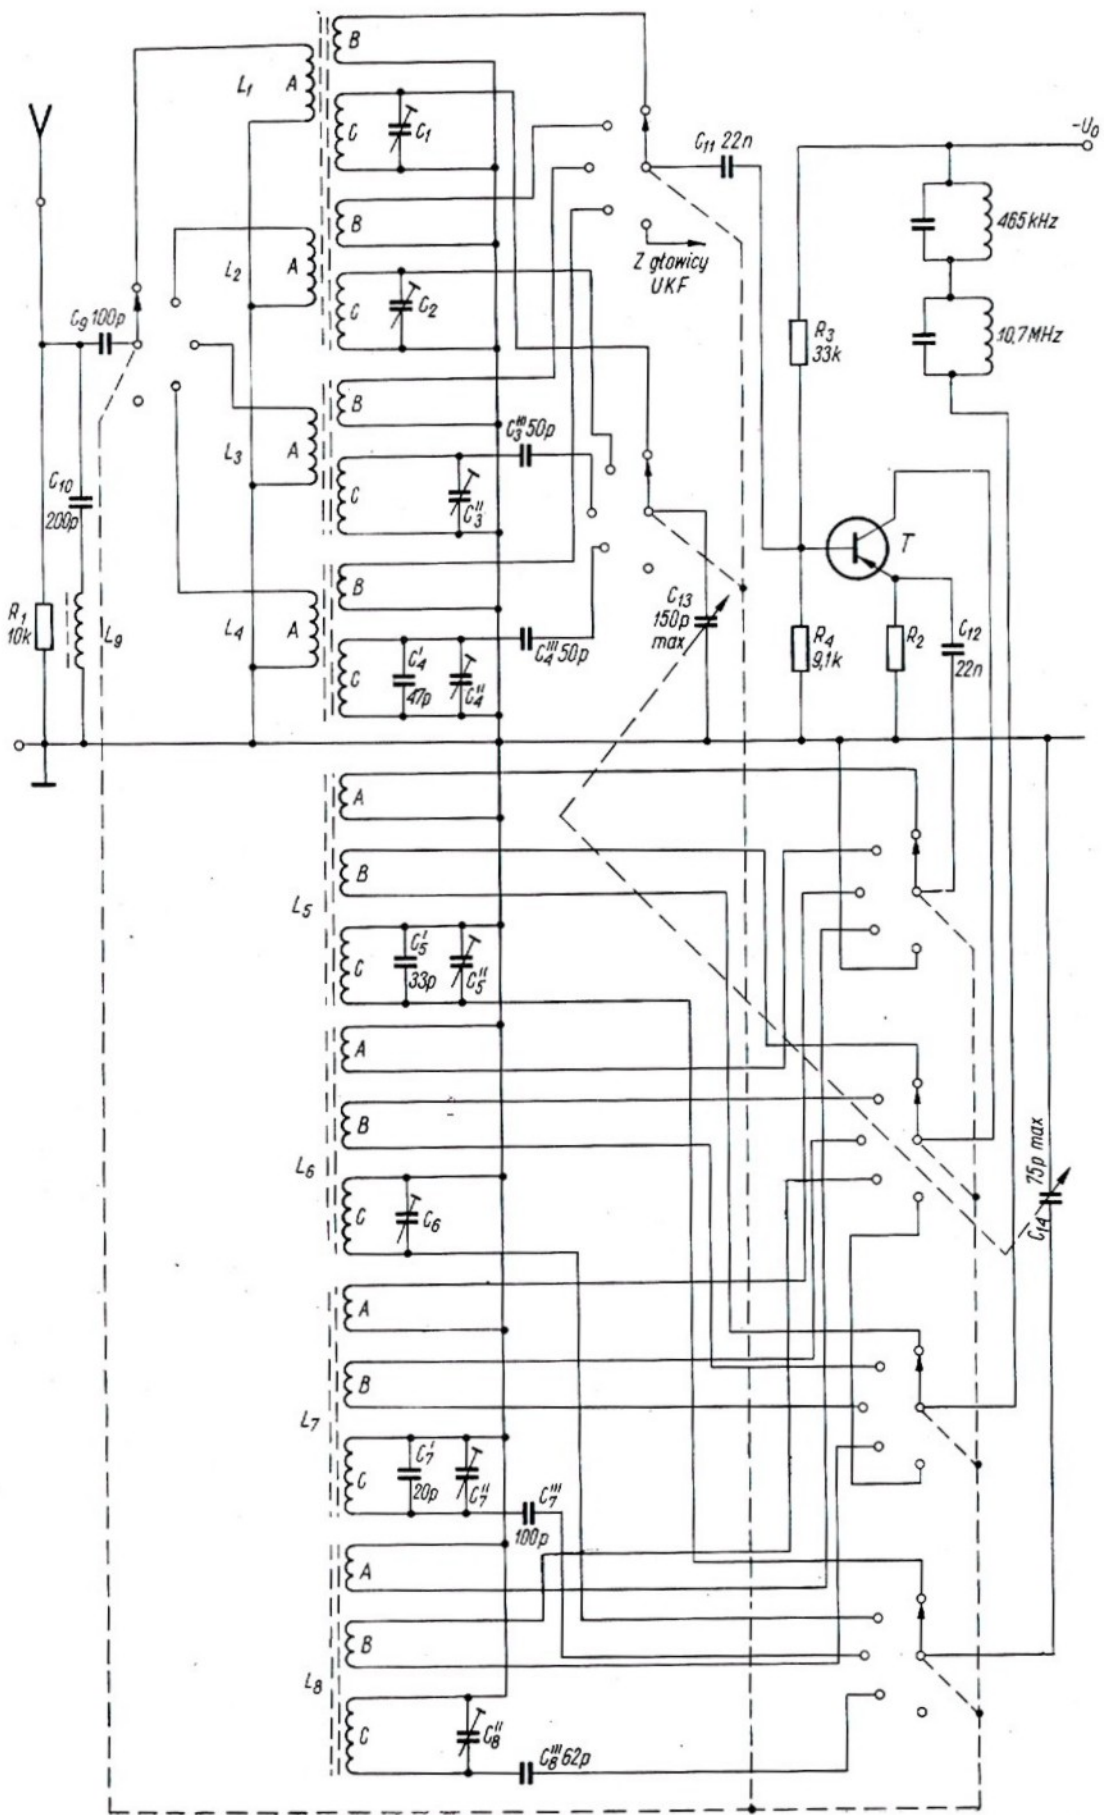 B
L₁
A
C
C₁
C₁₁ 22n
-U₀
B
465kHz
L₂
A
Z głowicy
UKF
C
C₂
C₉ 100p
10,7MHz
R₃
33k
B
C₃''' 50p
L₃
A
C₁₀
200p
C
C₃''
T
B
C₁₃
150p
max
R₁
10k
L₉
L₄
A
C₄''' 50p
R₄
9,1k
R₂
C₁₂
22n
C
C₄'
47p
C₄''
A
B
L₅
C
C₅'
33p
C₅''
A
B
L₆
C
C₆
75p max
C₁₄
A
B
L₇
C
C₇'
20p
C₇''
C₇'''
100p
A
B
L₈
C
C₈''
C₈''' 62p